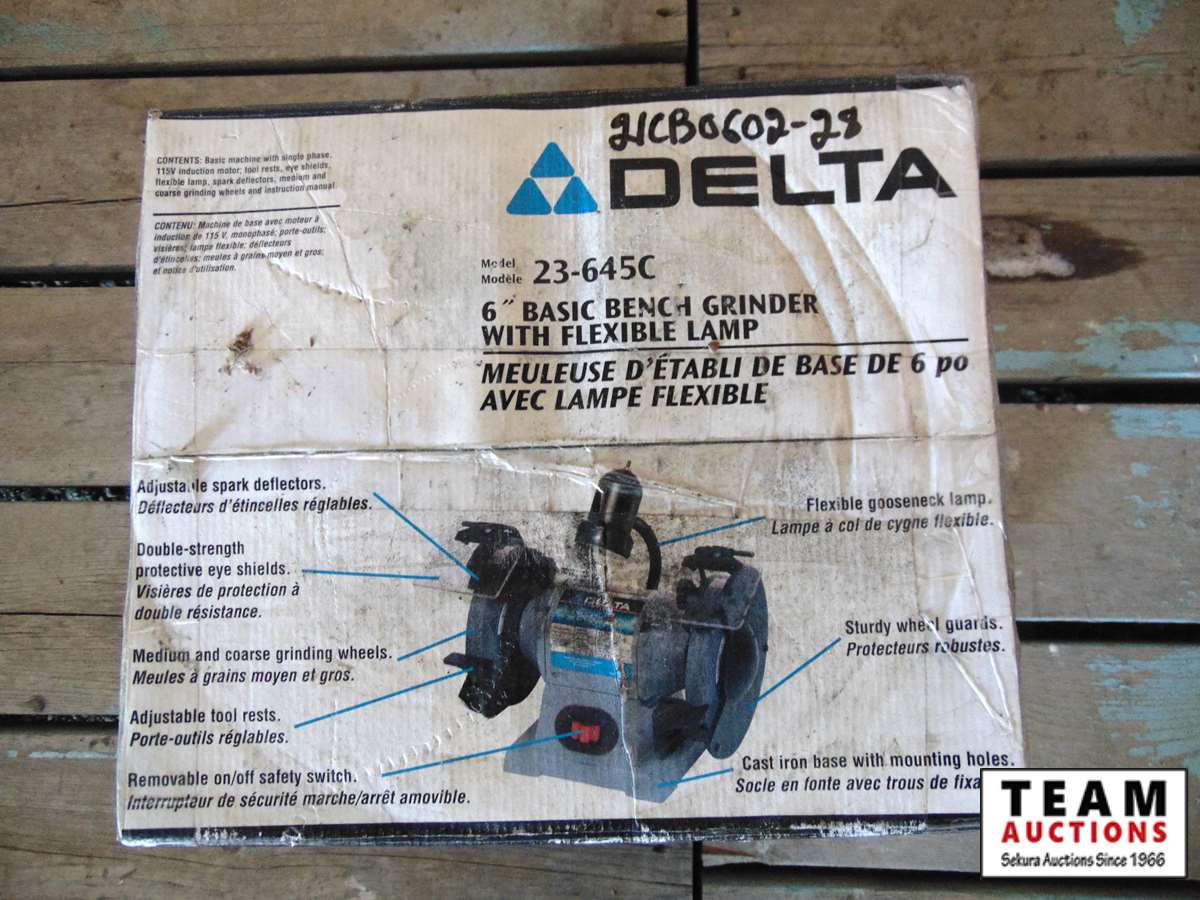 21CB0602-28
DELTA
CONTENTS: Basic machine with single phase,
115V induction motor; tool rests, eye shields,
flexible lamp, spark deflectors, medium and
coarse grinding wheels and instruction manual
CONTENU: Machine de base avec moteur à
induction de 115 V, monophasé; porte-outils;
visières; lampe flexible; déflecteurs
d'étincelles; meules à grains moyen et gros;
et notice d'utilisation.
Model
Modèle 23-645C
6" BASIC BENCH GRINDER
WITH FLEXIBLE LAMP
MEULEUSE D'ÉTABLI DE BASE DE 6 po
AVEC LAMPE FLEXIBLE
Adjustable spark deflectors.
Déflecteurs d'étincelles réglables.
Double-strength
protective eye shields.
Visières de protection à
double résistance.
Medium and coarse grinding wheels.
Meules à grains moyen et gros.
Adjustable tool rests.
Porte-outils réglables.
Removable on/off safety switch.
Interrupteur de sécurité marche/arrêt amovible.
Flexible gooseneck lamp.
Lampe à col de cygne flexible.
DELTA
Sturdy wheel guards.
Protecteurs robustes.
Cast iron base with mounting holes.
Socle en fonte avec trous de fixa
TEAM
AUCTIONS
Sekura Auctions Since 1966